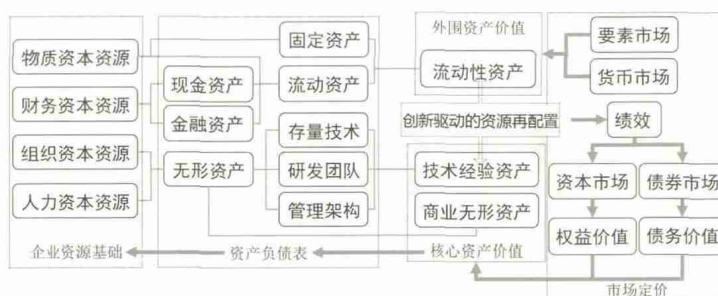 外围资产价值
固定资产
要素市场
物质资本资源
流动性资产
现金资产
流动资产
货币市场
财务资本资源
金融资产
存量技术
创新驱动的资源再配置
绩效
组织资本资源
无形资产
研发团队
技术经验资产
资本市场
债券市场
人力资本资源
管理架构
商业无形资产
权益价值
债务价值
企业资源基础
资产负债表
核心资产价值
市场定价